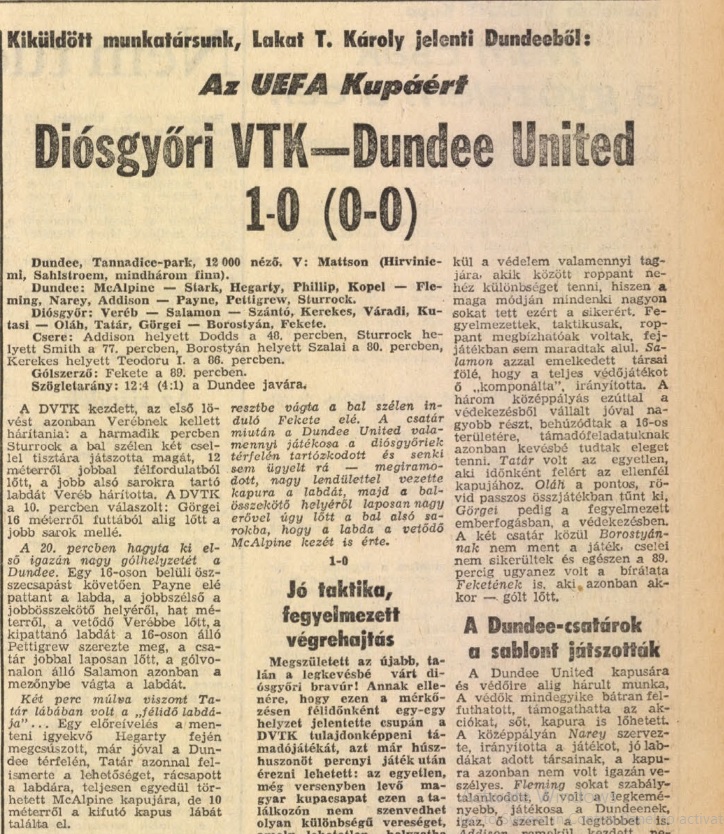 Kiküldött munkatársunk, Lakat T. Károly jelenti Dundeeből:
Az UEFA Kupáért
Diósgyőri VTK—Dundee United
1-0 (0-0)
Dundee, Tannadice-park, 12 000 néző. V: Mattson (Hirvinie-
mi, Sahlstroem, mindhárom finn).
Dundee: McAlpine — Stark, Hegarty, Phillip, Kopel — Fle-
ming, Narey, Addison — Payne, Pettigrew, Sturrock.
Diósgyőr: Veréb — Salamon — Szántó, Kerekes, Váradi, Ku-
tasi — Oláh, Tatár, Görgei — Borostyán, Fekete.
Csere: Addison helyett Dodds a 46. percben, Sturrock he-
lyett Smith a 77. percben, Borostyán helyett Szalai a 80. percben,
Kerekes helyett Teodoru I. a 86. percben.
Gólszerző: Fekete a 89. percben.
Szögletarány: 12:4 (4:1) a Dundee javára.
A DVTK kezdett, az első lö-
vést azonban Verébnek kellett
hárítania: a harmadik percben
Sturrock a bal szélen két csel-
lel tisztára játszotta magát, 12
méterről jobbal félfordulatból
lőtt, a jobb alsó sarokra tartó
labdát Veréb hárította. A DVTK
a 10. percben válaszolt: Görgei
16 méterről futtából alig lőtt a
jobb sarok mellé.
A 20. percben hagyta ki el-
ső igazán nagy gólhelyzetét a
Dundee. Egy 16-oson belüli ösz-
szecsapást követően Payne elé
pattant a labda, a jobbszélső a
jobbösszekötő helyéről, hat mé-
terről, a vetődő Verébbe lőtt, a
kipattanó labdát a 16-oson álló
Pettigrew szerezte meg, a csa-
tár jobbal laposan lőtt, a gólvo-
nalon álló Salamon azonban a
mezőnybe vágta a labdát.
Két perc múlva viszont Ta-
tár lábában volt a „félidő labdá-
ja”... Egy előreívelés a men-
teni igyekvő Hegarty fején
megcsúszott, már jóval a Dun-
dee térfelén, Tatár azonnal fel-
ismerte a lehetőséget, rácsapott
a labdára, teljesen egyedül tör-
hetett McAlpine kapujára, de 10
méterről a kifutó kapus lábát
találta el.
resztbe vágta a bal szélen in-
duló Fekete elé. A csatár
miután a Dundee United vala-
mennyi játékosa a diósgyőriek
térfelén tartózkodott és senki
sem ügyelt rá — megiramo-
dott, nagy lendülettel vezette
kapura a labdát, majd a bal-
összekötő helyéről laposan nagy
erővel úgy lőtt a bal alsó sa-
rokba, hogy a labda a vetődő
McAlpine kezét is érte.
1-0
Jó taktika,
fegyelmezett
végrehajtás
Megszületett az újabb, ta-
lán a legkevésbé várt di-
ósgyőri bravúr! Annak elle-
nére, hogy ezen a mérkő-
zésen félidőnként egy-egy
helyzet jelentette csupán a
DVTK tulajdonképpeni tá-
madójátékát, azt már húsz-
huszonöt percnyi játék után
érezni lehetett: az egyetlen,
még versenyben levő ma-
gyar kupacsapat ezen a ta-
lálkozón nem szenvedhet
olyan különbségű vereséget,
kül a védelem valamennyi tag-
jára, akik között roppant ne-
héz különbséget tenni, hiszen a
maga módján mindenki nagyon
sokat tett ezért a sikerért. Fe-
gyelmezettek, taktikusak, rop-
pant megbízhatóak voltak, fej-
játékban sem maradtak alul. Sa-
lamon azzal emelkedett társai
fölé, hogy a teljes védőjátékot
ő „komponálta”, irányította. A
három középpályás ezúttal a
védekezésből vállalt jóval na-
gyobb részt, behúzódtak a 16-os
területére, támadófeladatuknak
azonban kevésbé tudtak eleget
tenni. Tatár volt az egyetlen,
aki időnként felért az ellenfél
kapujához. Oláh a pontos, rö-
vid passzos összjátékban tűnt ki,
Görgei pedig a fegyelmezett
emberfogásban, a védekezésben.
A két csatár közül Borostyán-
nak nem ment a játék, cselei
nem sikerültek és egészen a 89.
percig ugyanez volt a bírálata
Feketének is, aki azonban ak-
kor — gólt lőtt.
A Dundee-csatárok
a sablont játszották
A Dundee United kapusára
és védőire alig hárult munka,
A védők mindegyike bátran fel-
futhatott, támogathatta az ak-
ciókat, sőt, kapura is lőhetett.
A középpályán Narey szervez-
te, irányította a játékot, jó lab-
dákat adott társainak, a kapu-
ra azonban nem volt igazán ve-
szélyes. Fleming sokat szabály-
talankodott, ő volt a legkemé-
nyebb játékosa a Dundeenek,
igaz, ő szerelt a legtöbbet is.